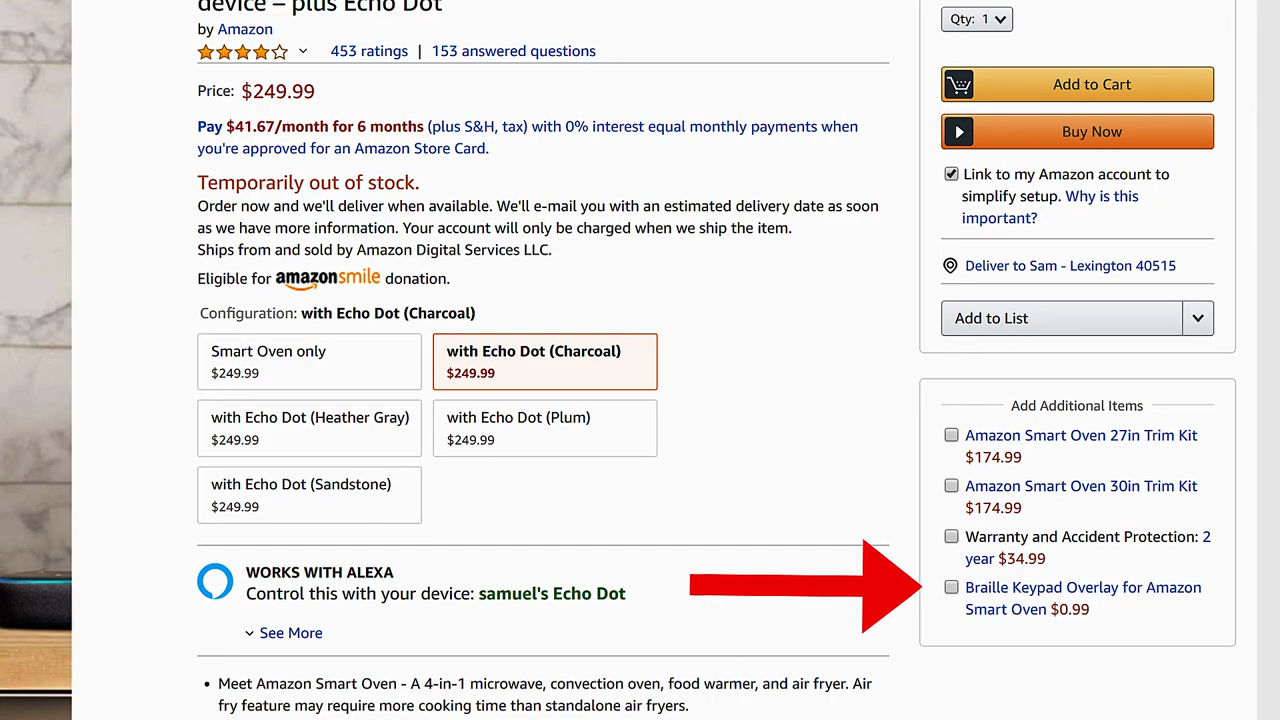 device – plus Echo Dot
by Amazon
453 ratings | 153 answered questions
Price: $249.99
Pay $41.67/month for 6 months (plus S&H, tax) with 0% interest equal monthly payments when
you're approved for an Amazon Store Card.
Temporarily out of stock.
Order now and we'll deliver when available. We'll e-mail you with an estimated delivery date as soon
as we have more information. Your account will only be charged when we ship the item.
Ships from and sold by Amazon Digital Services LLC.
Eligible for amazonsmile donation.
Configuration: with Echo Dot (Charcoal)
Smart Oven only
$249.99
with Echo Dot (Charcoal)
$249.99
with Echo Dot (Heather Gray)
$249.99
with Echo Dot (Plum)
$249.99
with Echo Dot (Sandstone)
$249.99
WORKS WITH ALEXA
Control this with your device: samuel's Echo Dot
See More
• Meet Amazon Smart Oven - A 4-in-1 microwave, convection oven, food warmer, and air fryer. Air
fry feature may require more cooking time than standalone air fryers.
Qty: 1
Add to Cart
Buy Now
Link to my Amazon account to
simplify setup. Why is this
important?
Deliver to Sam - Lexington 40515
Add to List
Add Additional Items
Amazon Smart Oven 27in Trim Kit
$174.99
Amazon Smart Oven 30in Trim Kit
$174.99
Warranty and Accident Protection: 2
year $34.99
Braille Keypad Overlay for Amazon
Smart Oven $0.99